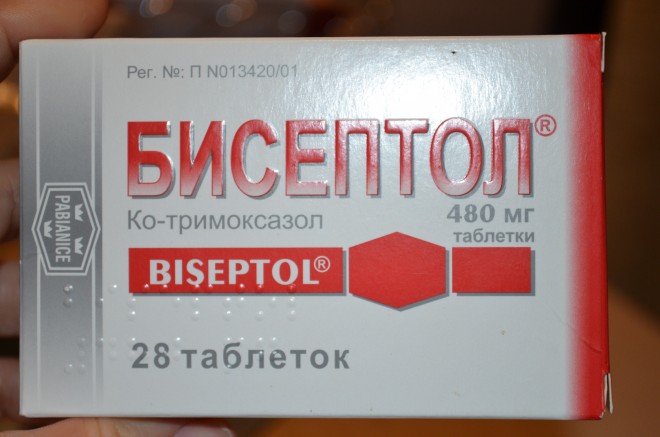 Рег. №: П N013420/01
БИСЕПТОЛ®
Ко-тримоксазол
480 мг
таблетки
PABIANICE
BISEPTOL®
28 таблеток